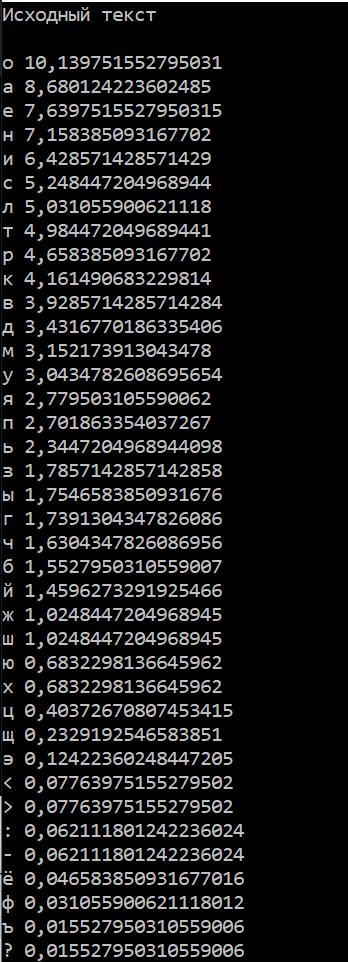 Исходный текст
о 10,139751552795031
а 8,680124223602485
е 7,6397515527950315
н 7,158385093167702
и 6,428571428571429
с 5,248447204968944
л 5,031055900621118
т 4,984472049689441
р 4,658385093167702
к 4,161490683229814
в 3,9285714285714284
д 3,4316770186335406
м 3,152173913043478
у 3,0434782608695654
я 2,779503105590062
п 2,701863354037267
ь 2,3447204968944098
з 1,7857142857142858
ы 1,7546583850931676
г 1,7391304347826086
ч 1,6304347826086956
б 1,5527950310559007
й 1,4596273291925466
ж 1,0248447204968945
ш 1,0248447204968945
ю 0,6832298136645962
х 0,6832298136645962
ц 0,40372670807453415
щ 0,2329192546583851
э 0,12422360248447205
< 0,07763975155279502
> 0,07763975155279502
: 0,062111801242236024
- 0,062111801242236024
ё 0,046583850931677016
ф 0,031055900621118012
ъ 0,015527950310559006
? 0,015527950310559006